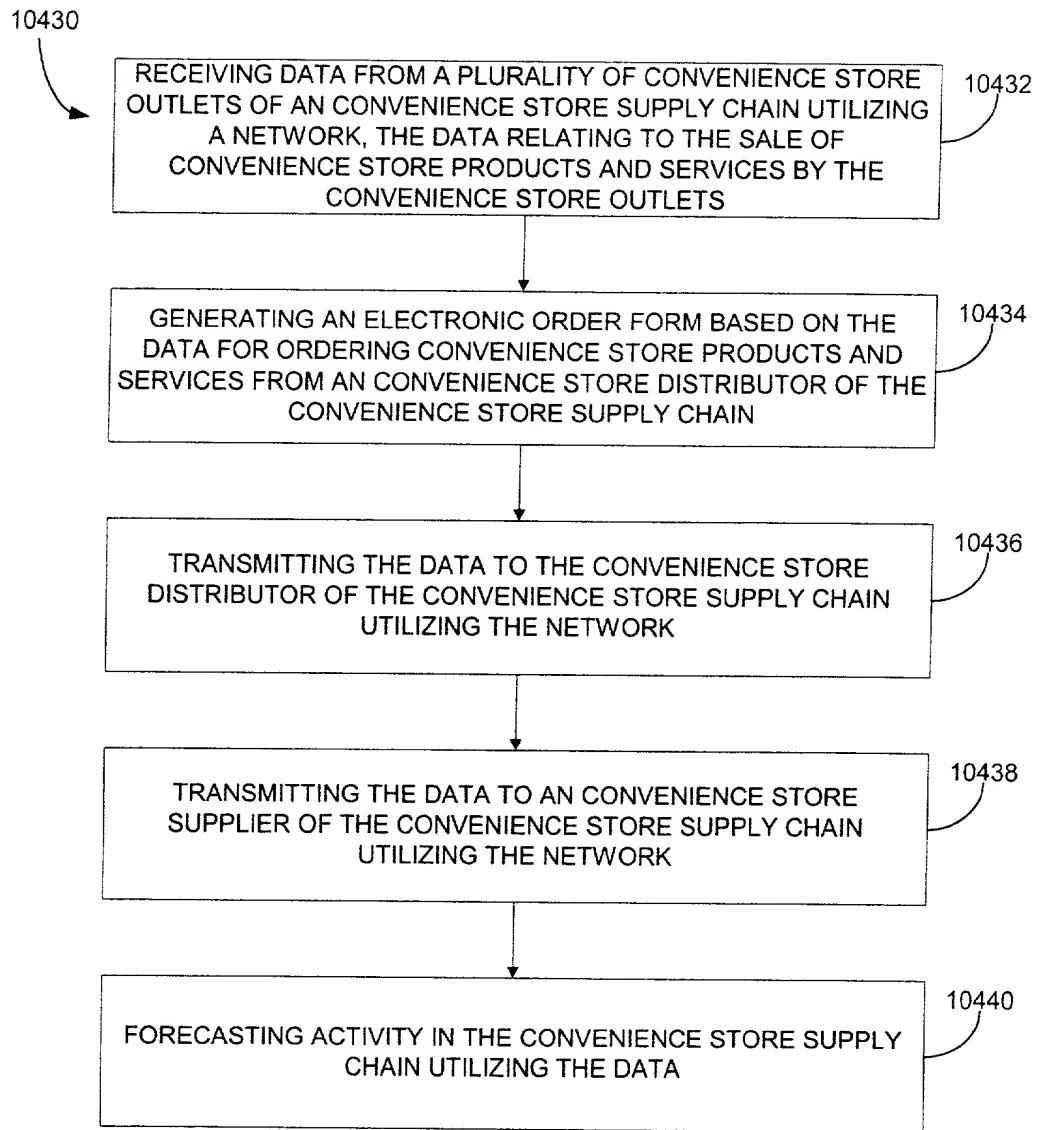 10430
RECEIVING DATA FROM A PLURALITY OF CONVENIENCE STORE
OUTLETS OF AN CONVENIENCE STORE SUPPLY CHAIN UTILIZING
A NETWORK, THE DATA RELATING TO THE SALE OF
CONVENIENCE STORE PRODUCTS AND SERVICES BY THE
CONVENIENCE STORE OUTLETS
10432
GENERATING AN ELECTRONIC ORDER FORM BASED ON THE
DATA FOR ORDERING CONVENIENCE STORE PRODUCTS AND
SERVICES FROM AN CONVENIENCE STORE DISTRIBUTOR OF THE
CONVENIENCE STORE SUPPLY CHAIN
10434
TRANSMITTING THE DATA TO THE CONVENIENCE STORE
DISTRIBUTOR OF THE CONVENIENCE STORE SUPPLY CHAIN
UTILIZING THE NETWORK
10436
TRANSMITTING THE DATA TO AN CONVENIENCE STORE
SUPPLIER OF THE CONVENIENCE STORE SUPPLY CHAIN
UTILIZING THE NETWORK
10438
FORECASTING ACTIVITY IN THE CONVENIENCE STORE SUPPLY
CHAIN UTILIZING THE DATA
10440